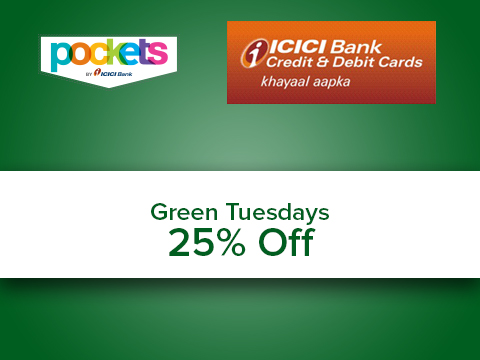 pockets
BY ICICI Bank
ICICI Bank
Credit & Debit Cards
khayaal aapka
Green Tuesdays
25% Off